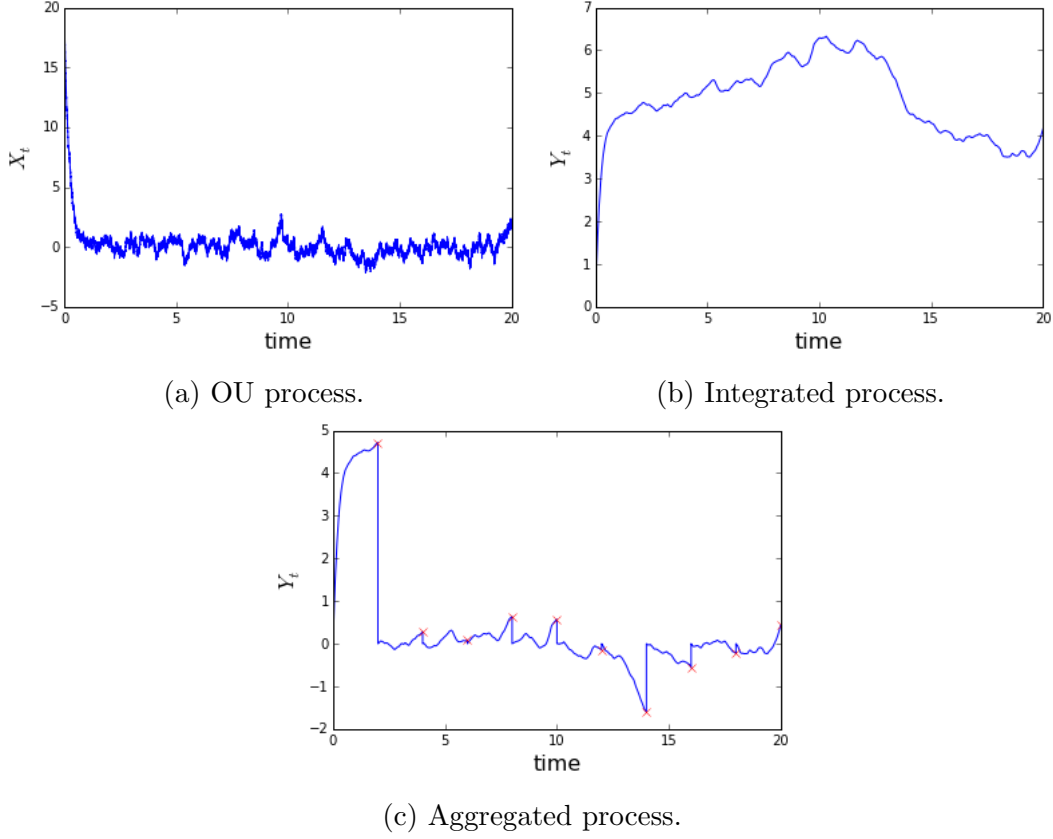 20
15
10
5
0
−5
X_t
0 5 10 15 20
time
(a) OU process.
7
6
5
4
3
2
1
0
Y_t
0 5 10 15 20
time
(b) Integrated process.
5
4
3
2
1
0
−1
−2
Y_t
0 5 10 15 20
time
(c) Aggregated process.